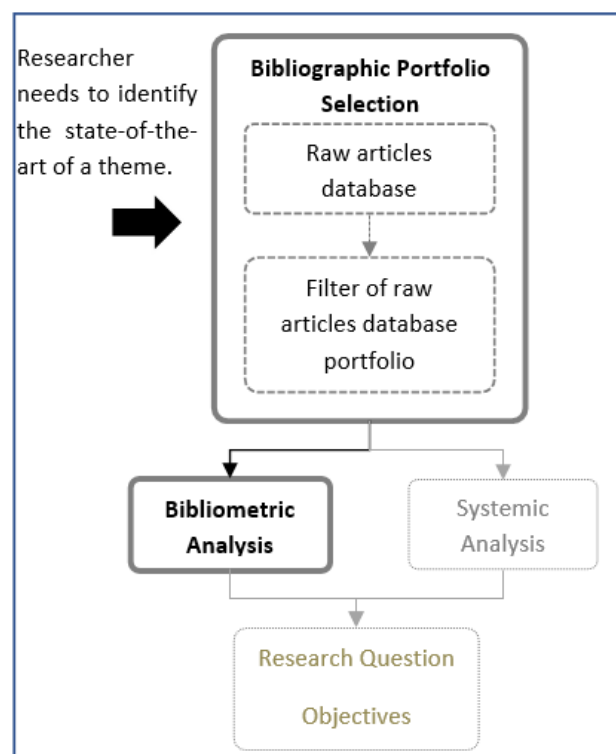 Researcher
needs to identify
the state-of-the-
art of a theme.
Bibliographic Portfolio
Selection
Raw articles
database
Filter of raw
articles database
portfolio
Bibliometric
Analysis
Systemic
Analysis
Research Question
Objectives